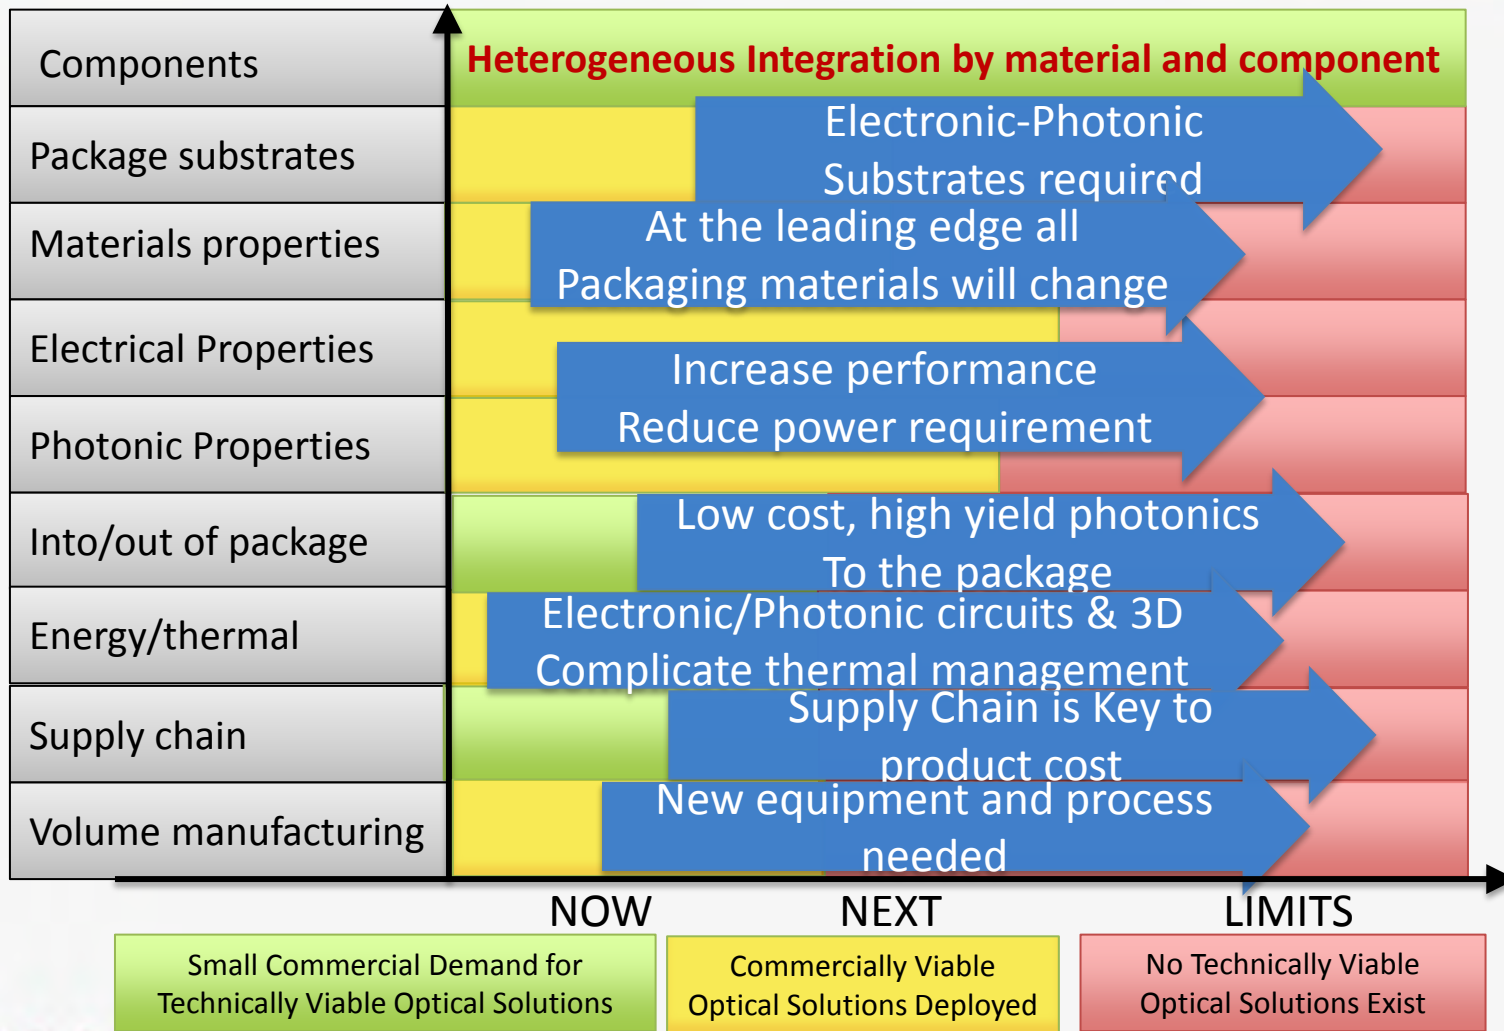 Components
Heterogeneous Integration by material and component
Package substrates
Electronic-Photonic
Substrates required
Materials properties
At the leading edge all
Packaging materials will change
Electrical Properties
Increase performance
Reduce power requirement
Photonic Properties
Into/out of package
Low cost, high yield photonics
To the package
Energy/thermal
Electronic/Photonic circuits & 3D
Complicate thermal management
Supply chain
Supply Chain is Key to
product cost
Volume manufacturing
New equipment and process
needed
NOW
NEXT
LIMITS
Small Commercial Demand for
Technically Viable Optical Solutions
Commercially Viable
Optical Solutions Deployed
No Technically Viable
Optical Solutions Exist